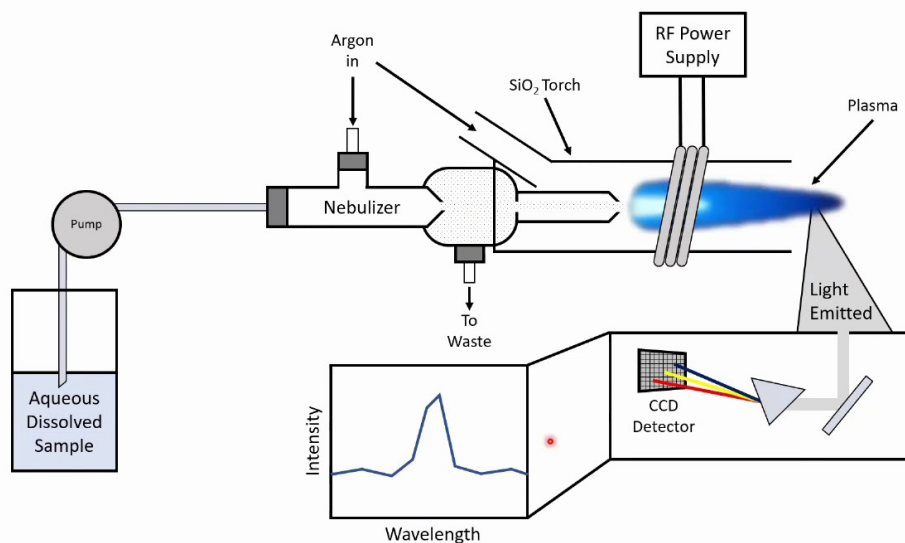 Argon
in
RF Power
Supply
SiO₂ Torch
Plasma
Nebulizer
Pump
To
Waste
Light
Emitted
Aqueous
Dissolved
Sample
CCD
Detector
Intensity
Wavelength